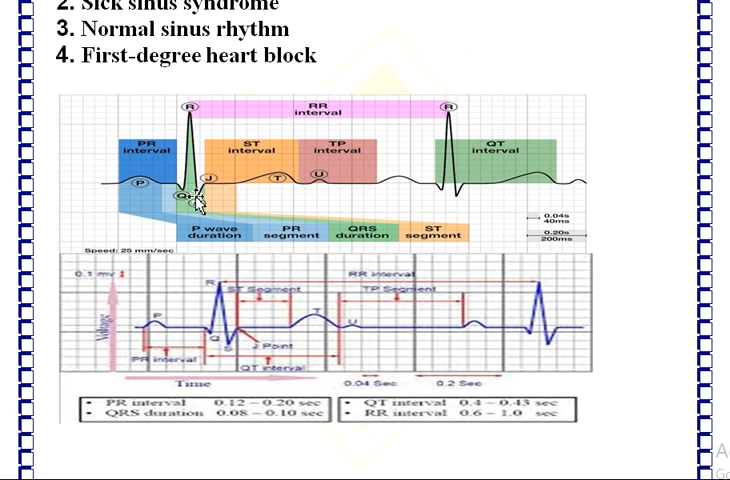 2. Sick sinus syndrome
3. Normal sinus rhythm
4. First-degree heart block
R RR interval R
PR interval ST interval TP interval QT interval
P J T U
Q
P wave duration PR segment QRS duration ST segment
0.04s
40ms
0.20s
200ms
Speed: 25 mm/sec
0.1 mv
RR interval
R ST Segment TP Segment
P T U
Voltage
Q S J Point
PR interval QT interval
Time 0.04 Sec 0.2 Sec
• PR interval 0.12 – 0.20 sec
• QRS duration 0.08 – 0.10 sec
• QT interval 0.4 – 0.43 sec
• RR interval 0.6 – 1.0 sec